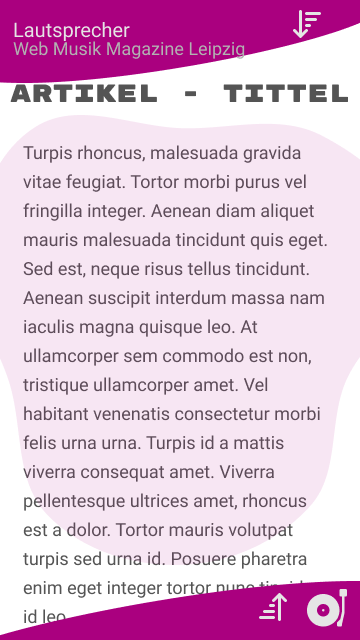 Lautsprecher
Web Musik Magazine Leipzig
ARTIKEL - TITTEL
Turpis rhoncus, malesuada gravida
vitae feugiat. Tortor morbi purus vel
fringilla integer. Aenean diam aliquet
mauris malesuada tincidunt quis eget.
Sed est, neque risus tellus tincidunt.
Aenean suscipit interdum massa nam
iaculis magna quisque leo. At
ullamcorper sem commodo est non,
tristique ullamcorper amet. Vel
habitant venenatis consectetur morbi
felis urna urna. Turpis id a mattis
viverra consequat amet. Viverra
pellentesque ultrices amet, rhoncus
est a dolor. Tortor mauris volutpat
turpis sed urna id. Posuere pharetra
enim eget integer tortor nunc
id leo